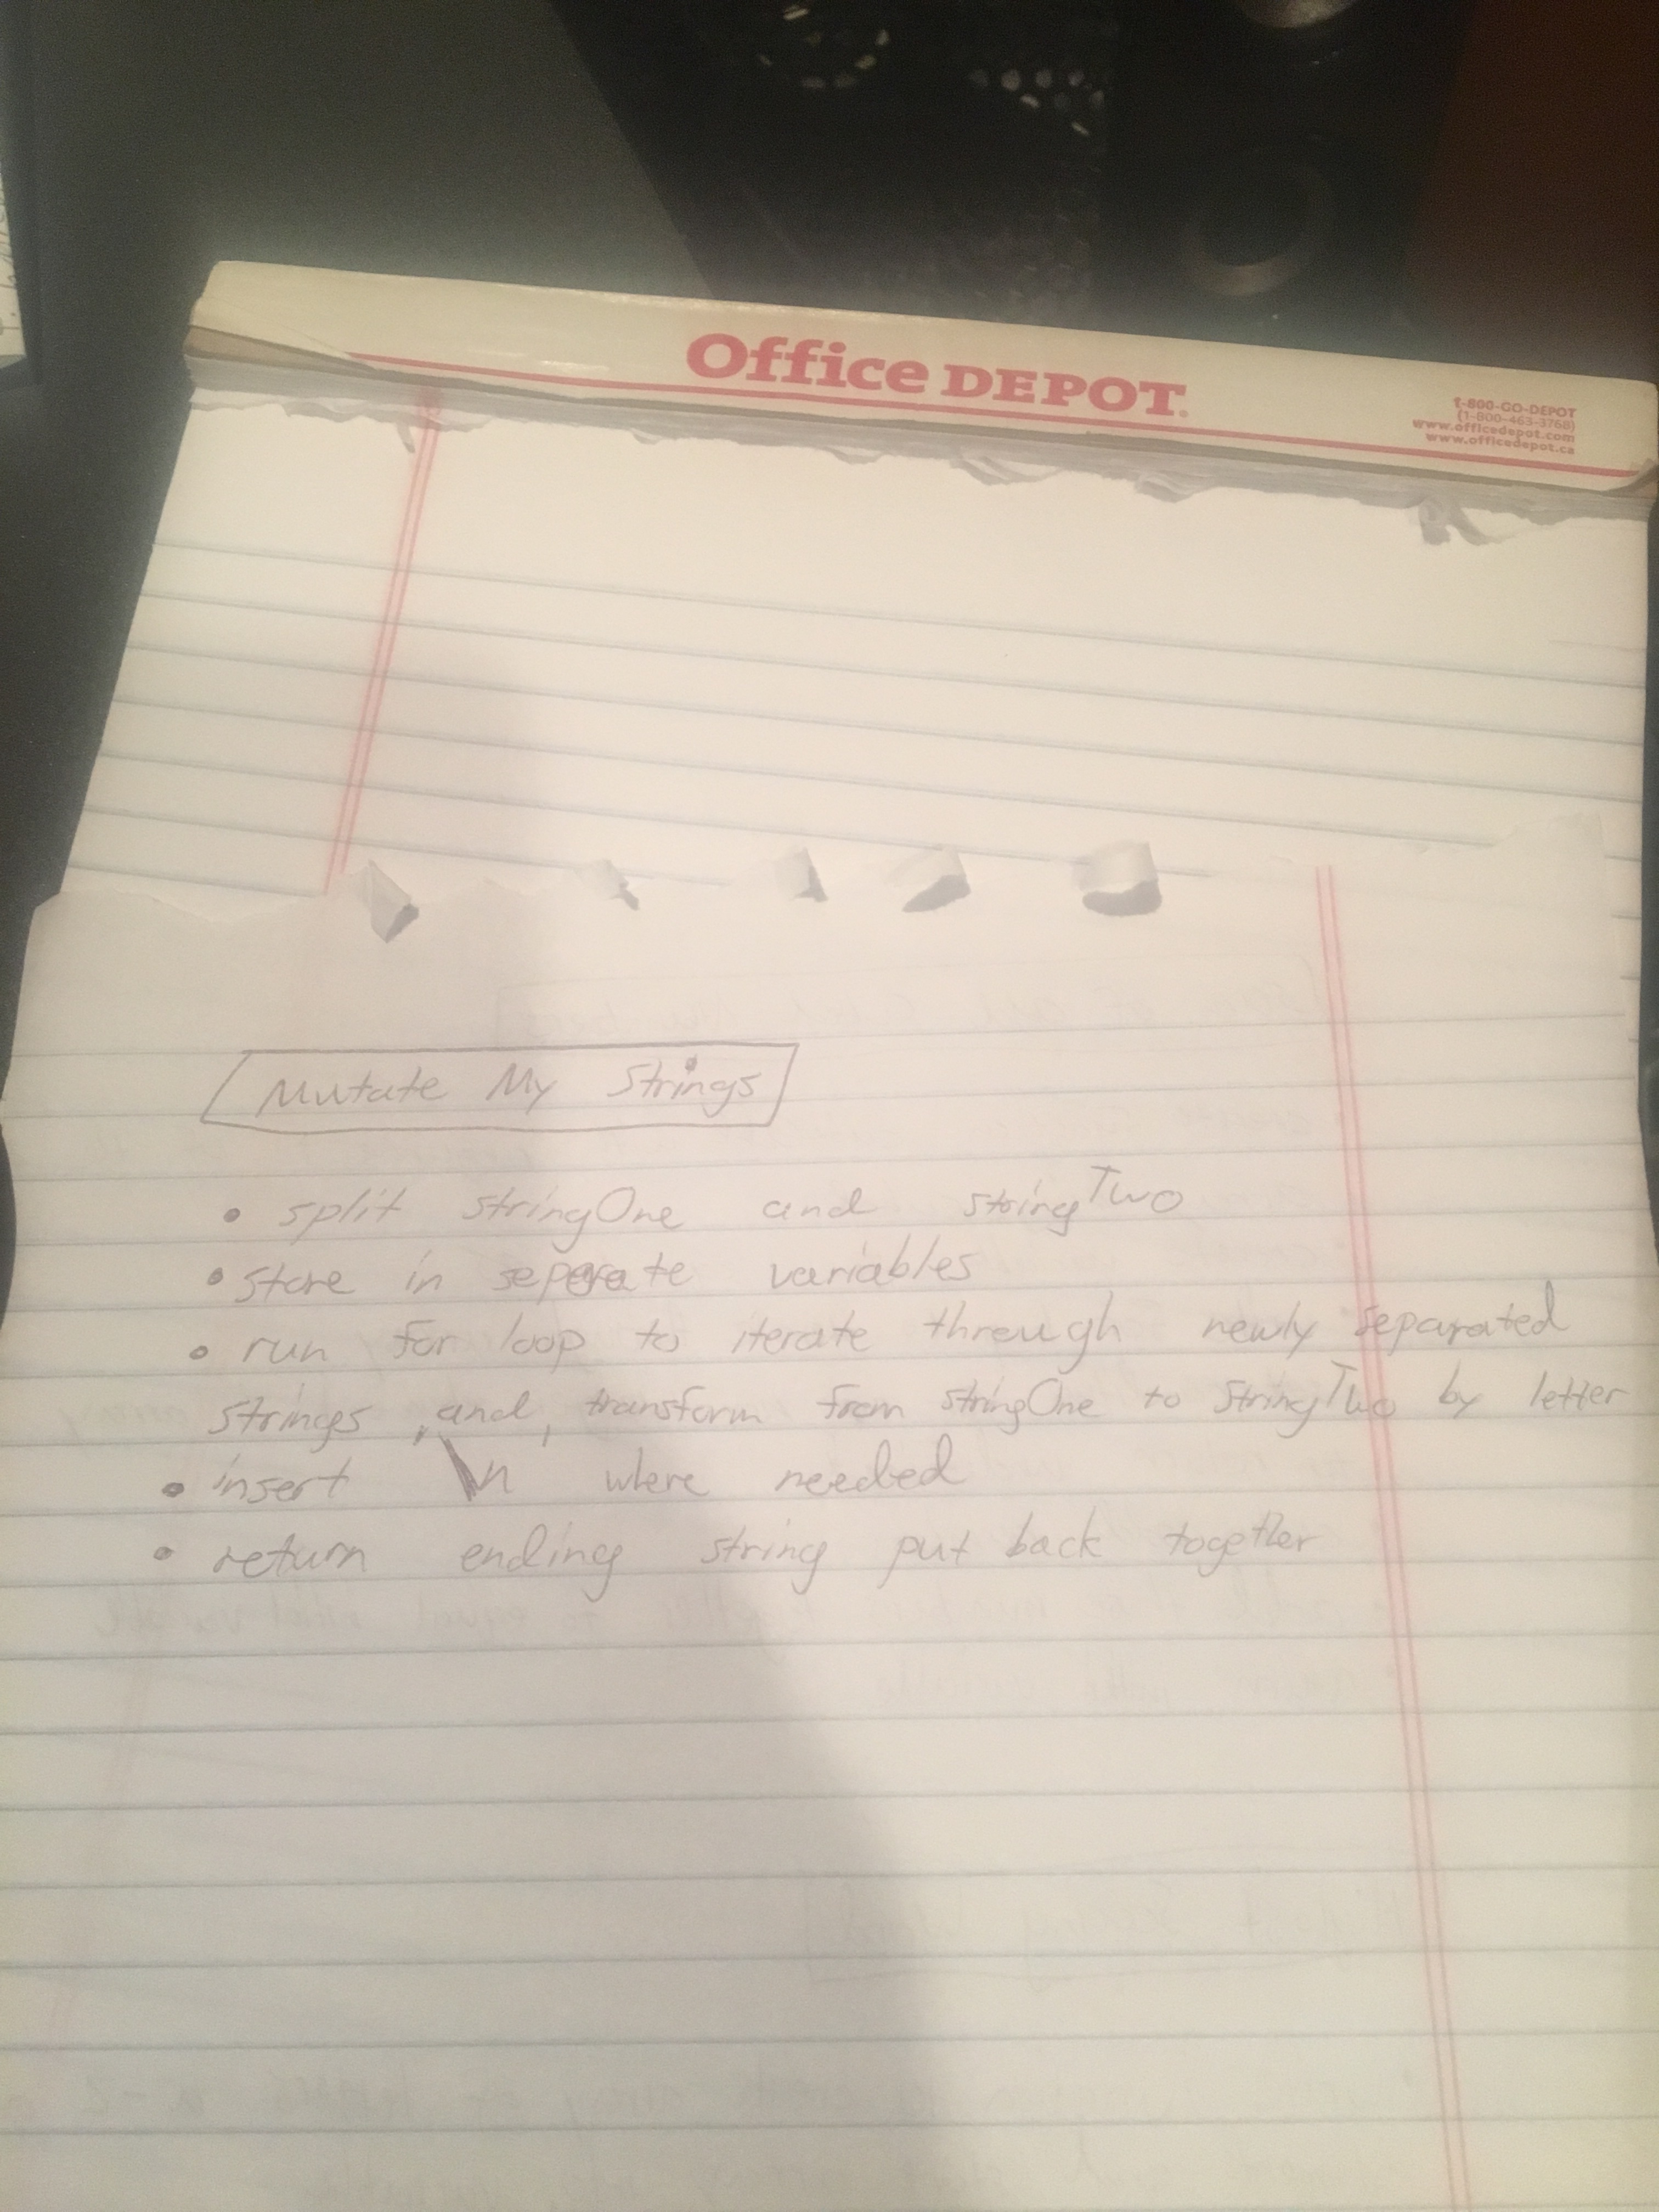 Office DEPOT
1-800-GO-DEPOT
(1-800-463-3768)
www.officedepot.com
www.officedepot.ca
Mutate My Strings
• split stringOne and stringTwo
• store in seperate variables
• run for loop to iterate through newly separated
strings, and, transform from stringOne to stringTwo by letter
• insert \n where needed
• return ending string put back together